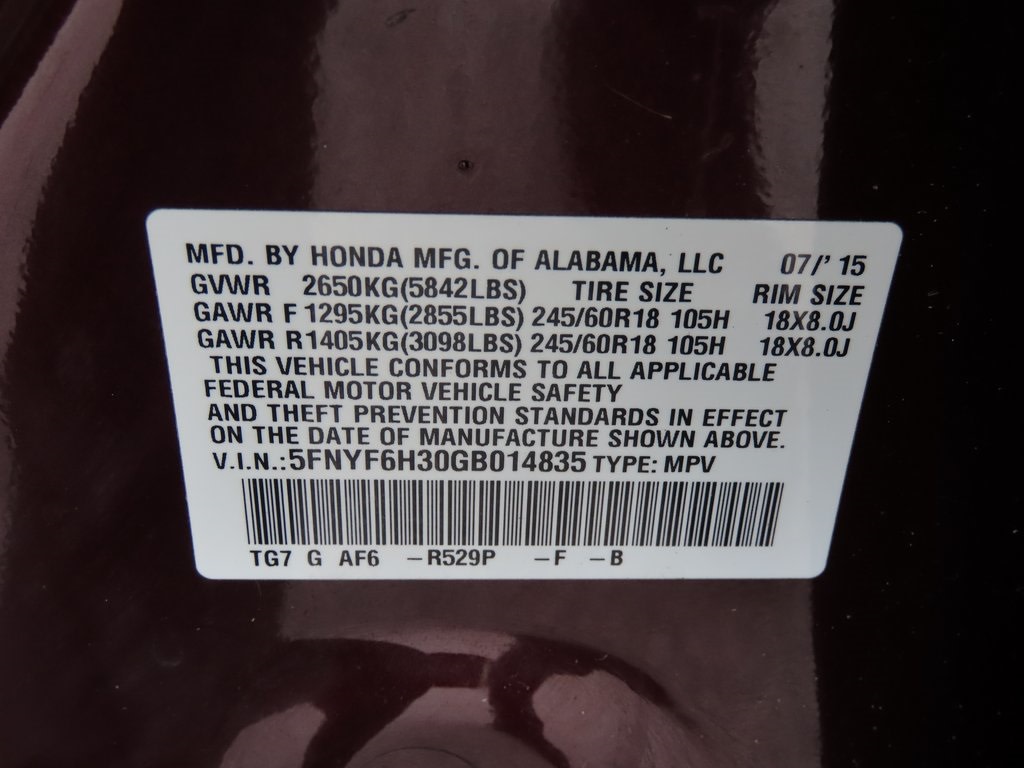 MFD. BY HONDA MFG. OF ALABAMA, LLC 07/' 15
GVWR 2650KG(5842LBS) TIRE SIZE RIM SIZE
GAWR F 1295KG(2855LBS) 245/60R18 105H 18X8.0J
GAWR R 1405KG(3098LBS) 245/60R18 105H 18X8.0J
THIS VEHICLE CONFORMS TO ALL APPLICABLE
FEDERAL MOTOR VEHICLE SAFETY
AND THEFT PREVENTION STANDARDS IN EFFECT
ON THE DATE OF MANUFACTURE SHOWN ABOVE.
V.I.N.: 5FNYF6H30GB014835 TYPE: MPV
TG7 G AF6 –R529P –F –B